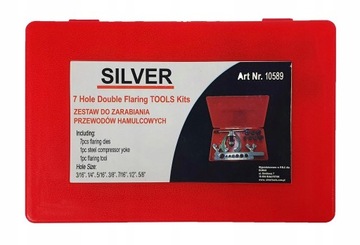 SILVER
Art Nr. 10589
7 Hole Double Flaring TOOLS Kits
ZESTAW DO ZARABIANIA
PRZEWODÓW HAMULCOWYCH
Including:
7pcs flaring dies
1pc steel compressor yoke
1pc flaring tool
Hole Size:
3/16", 1/4", 5/16", 3/8", 7/16", 1/2", 5/8"